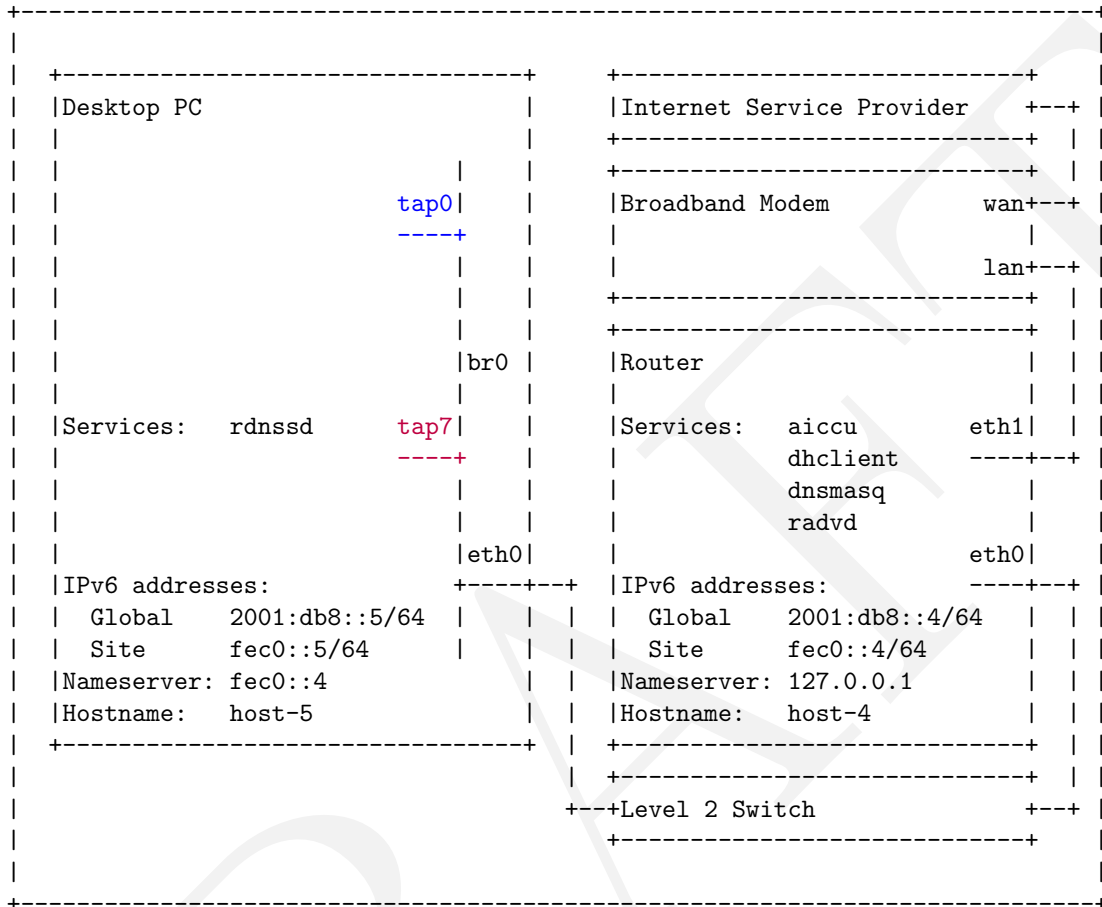 Desktop PC
Internet Service Provider
tap0
Broadband Modem wan
lan
br0
Router
Services: rdnssd tap7
Services: aiccu eth1
dhclient
dnsmasq
radvd
eth0
eth0
IPv6 addresses:
Global 2001:db8::5/64
Site fec0::5/64
Nameserver: fec0::4
Hostname: host-5
IPv6 addresses:
Global 2001:db8::4/64
Site fec0::4/64
Nameserver: 127.0.0.1
Hostname: host-4
Level 2 Switch